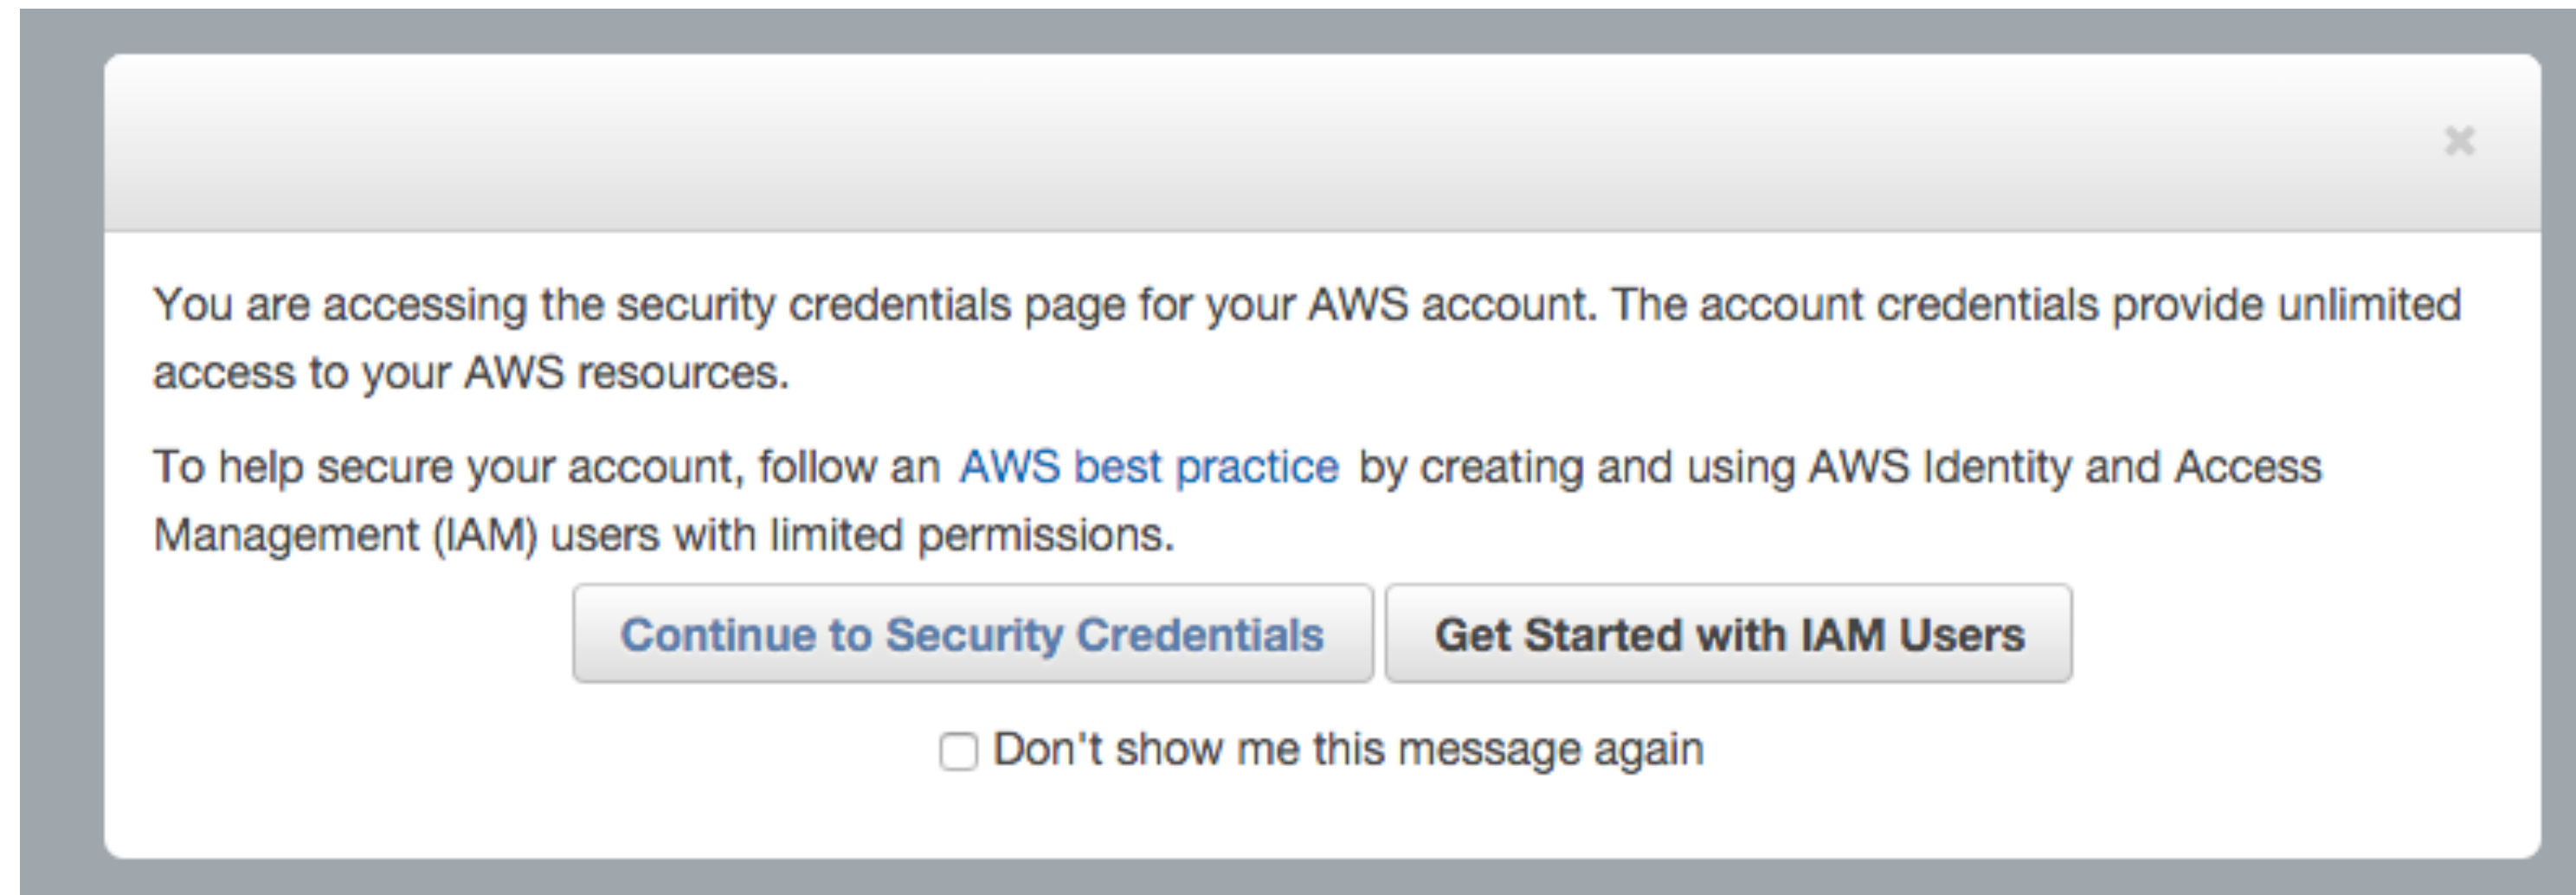 You are accessing the security credentials page for your AWS account. The account credentials provide unlimited
access to your AWS resources.
To help secure your account, follow an AWS best practice by creating and using AWS Identity and Access
Management (IAM) users with limited permissions.
Continue to Security Credentials Get Started with IAM Users
Don't show me this message again